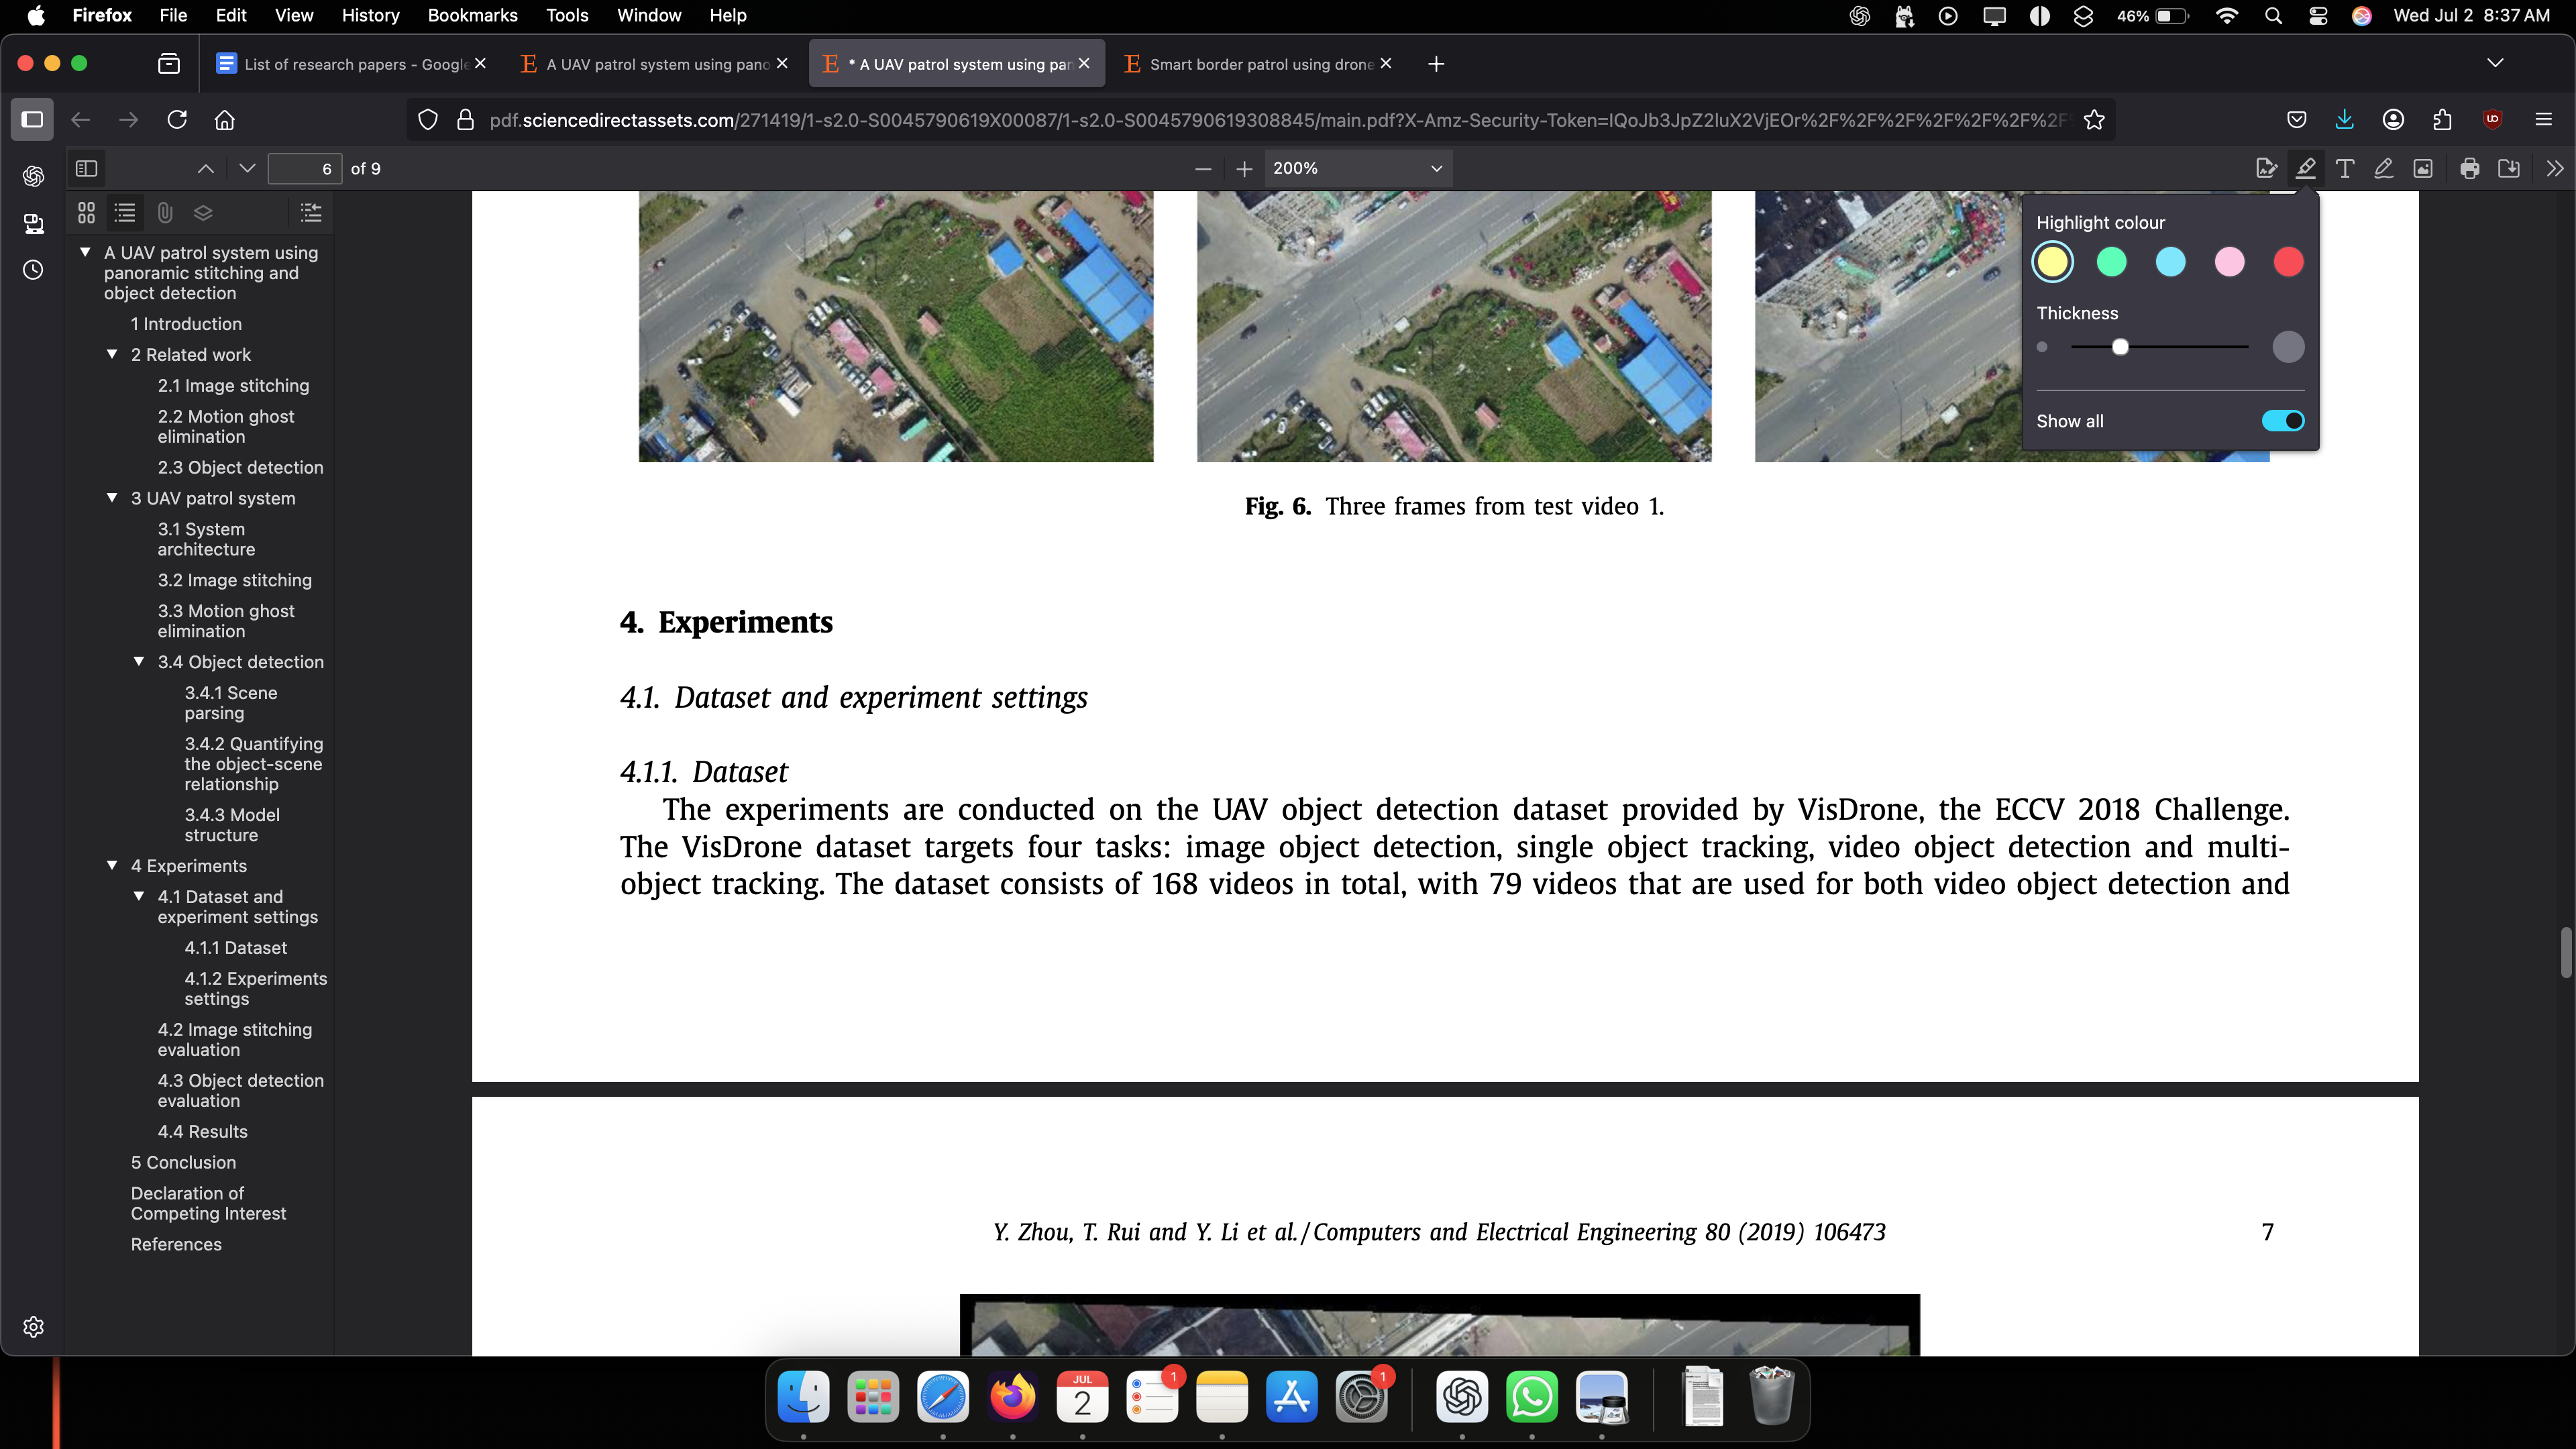 Firefox File Edit View History Bookmarks Tools Window Help
46% Wed Jul 2 8:37 AM
List of research papers - Google
A UAV patrol system using pano
* A UAV patrol system using pan
Smart border patrol using drone
pdf.sciencedirectassets.com/271419/1-s2.0-S0045790619X00087/1-s2.0-S0045790619308845/main.pdf?X-Amz-Security-Token=IQoJb3JpZ2luX2VjEOr%2F%2F%2F%2F%2F%2F%2F
6 of 9
200%
A UAV patrol system using
panoramic stitching and
object detection
1 Introduction
2 Related work
2.1 Image stitching
2.2 Motion ghost
elimination
2.3 Object detection
3 UAV patrol system
3.1 System
architecture
3.2 Image stitching
3.3 Motion ghost
elimination
3.4 Object detection
3.4.1 Scene
parsing
3.4.2 Quantifying
the object-scene
relationship
3.4.3 Model
structure
4 Experiments
4.1 Dataset and
experiment settings
4.1.1 Dataset
4.1.2 Experiments
settings
4.2 Image stitching
evaluation
4.3 Object detection
evaluation
4.4 Results
5 Conclusion
Declaration of
Competing Interest
References
Highlight colour
Thickness
Show all
Fig. 6. Three frames from test video 1.
4. Experiments
4.1. Dataset and experiment settings
4.1.1. Dataset
The experiments are conducted on the UAV object detection dataset provided by VisDrone, the ECCV 2018 Challenge.
The VisDrone dataset targets four tasks: image object detection, single object tracking, video object detection and multi-
object tracking. The dataset consists of 168 videos in total, with 79 videos that are used for both video object detection and
Y. Zhou, T. Rui and Y. Li et al. / Computers and Electrical Engineering 80 (2019) 106473
7
JUL
2
1
1